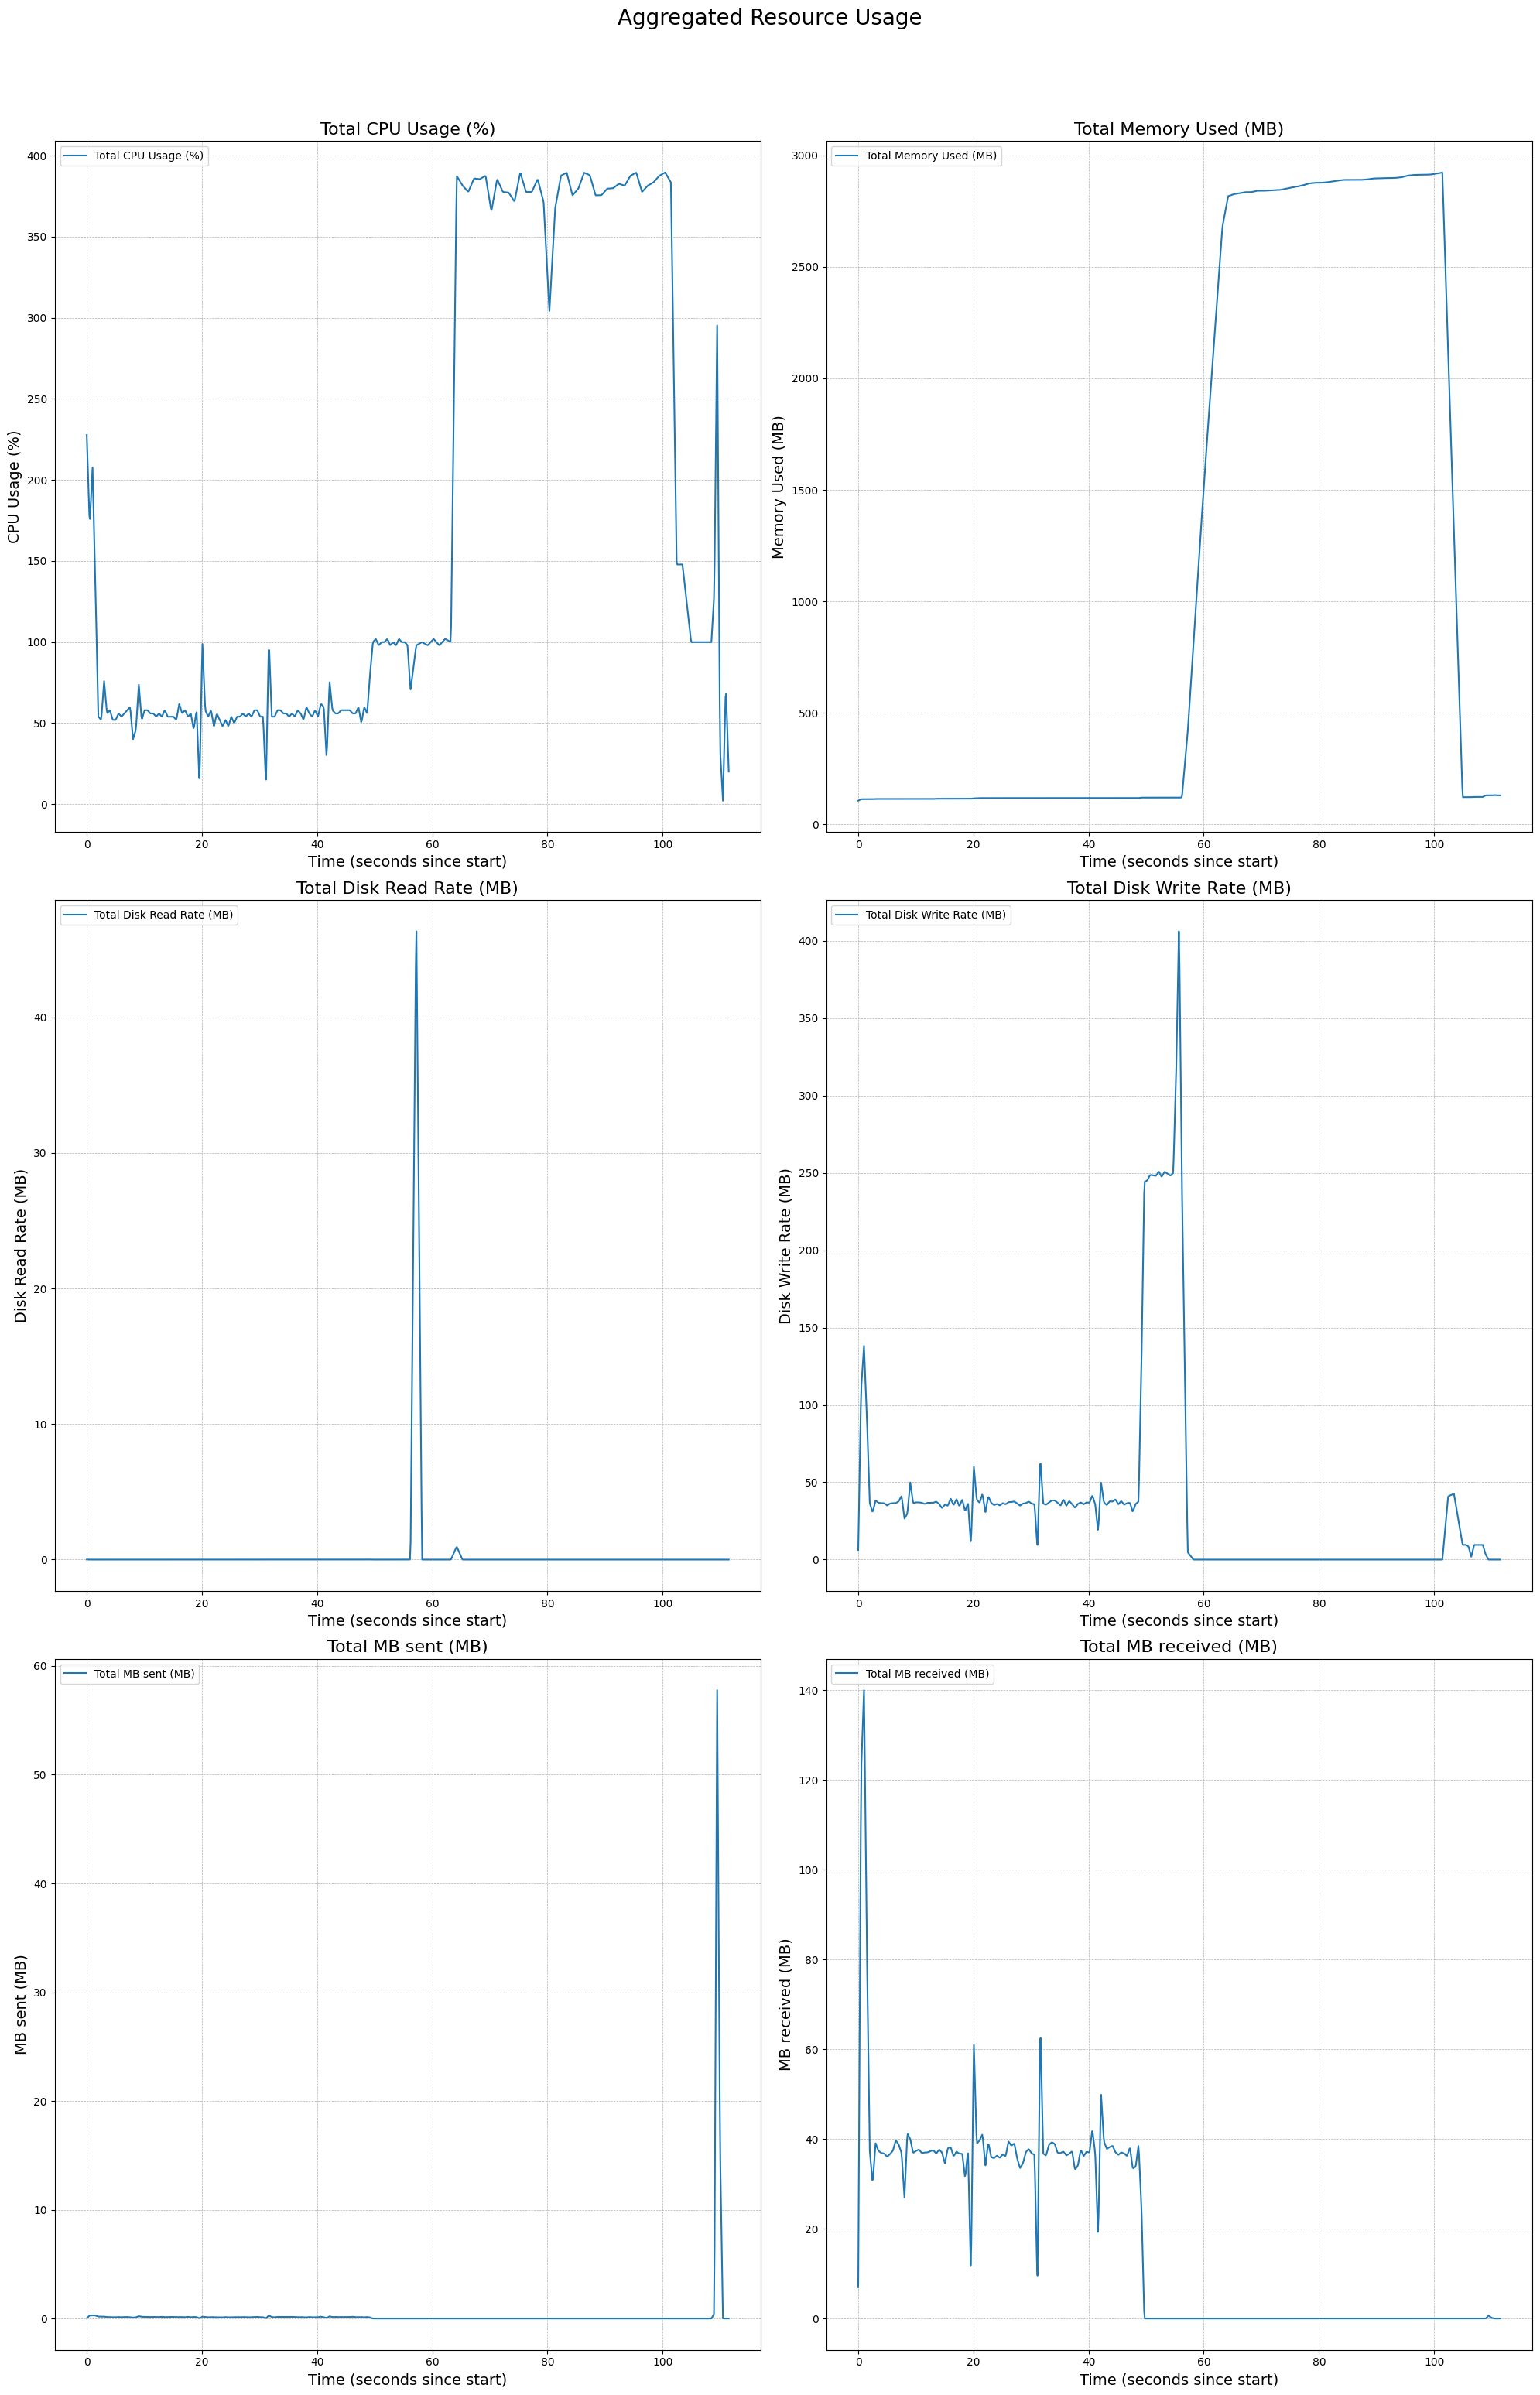 Aggregated Resource Usage
Total CPU Usage (%)
Total CPU Usage (%)
CPU Usage (%)
400
350
300
250
200
150
100
50
0
0 20 40 60 80 100
Time (seconds since start)
Total Memory Used (MB)
Total Memory Used (MB)
Memory Used (MB)
3000
2500
2000
1500
1000
500
0
0 20 40 60 80 100
Time (seconds since start)
Total Disk Read Rate (MB)
Total Disk Read Rate (MB)
Disk Read Rate (MB)
40
30
20
10
0
0 20 40 60 80 100
Time (seconds since start)
Total Disk Write Rate (MB)
Total Disk Write Rate (MB)
Disk Write Rate (MB)
400
350
300
250
200
150
100
50
0
0 20 40 60 80 100
Time (seconds since start)
Total MB sent (MB)
Total MB sent (MB)
MB sent (MB)
60
50
40
30
20
10
0
0 20 40 60 80 100
Time (seconds since start)
Total MB received (MB)
Total MB received (MB)
MB received (MB)
140
120
100
80
60
40
20
0
0 20 40 60 80 100
Time (seconds since start)